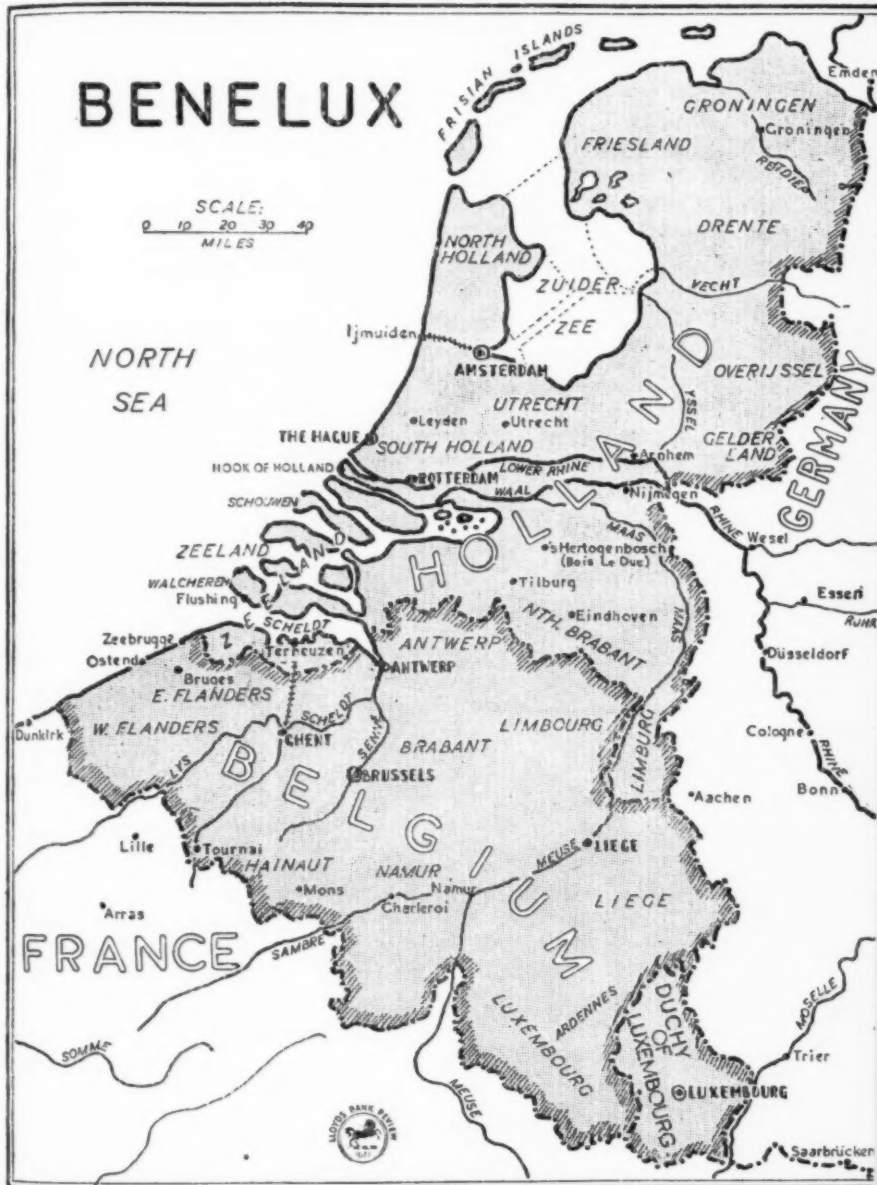 BENELUX
SCALE:
0 10 20 30 40
MILES
FRISIAN ISLANDS
Emden
GRONINGEN
Groningen
FRIESLAND
REITDIEP
DRENTE
NORTH
HOLLAND
ZUIDER
ZEE
VECHT
NORTH
SEA
Ijmuiden
AMSTERDAM
OVERIJSSEL
YSSEL
UTRECHT
Leyden
Utrecht
THE HAGUE
SOUTH HOLLAND
GELDER
LAND
Arnhem
HOOK OF HOLLAND
ROTTERDAM
LOWER RHINE
WAAL
Nijmegen
HOLLAND
GERMANY
SCHOUWEN
MAAS
RHINE
Wesel
ZEELAND
's Hertogenbosch
(Bois Le Duc)
WALCHEREN
Flushing
Tilburg
Essen
RUHR
ZEELAND
SCHELDT
Eindhoven
NTH. BRABANT
MAAS
Zeebrugge
Terneuzen
ANTWERP
ANTWERP
Düsseldorf
Ostend
Bruges
E. FLANDERS
W. FLANDERS
Dunkirk
SCHELDT
GHENT
LIMBOURG
LIMBURG
Cologne
RHINE
LYS
BRABANT
BRUSSELS
BELGIUM
Bonn
Aachen
Lille
Tournai
MEUSE
LIEGE
HAINAUT
NAMUR
Mons
Namur
Charleroi
LIEGE
Arras
FRANCE
SAMBRE
ARDENNES
LUXEMBOURG
DUCHY
OF
LUXEMBOURG
MOSELLE
SOMME
Trier
LUXEMBOURG
MEUSE
LLOYDS BANK REVIEW
Saarbrücken